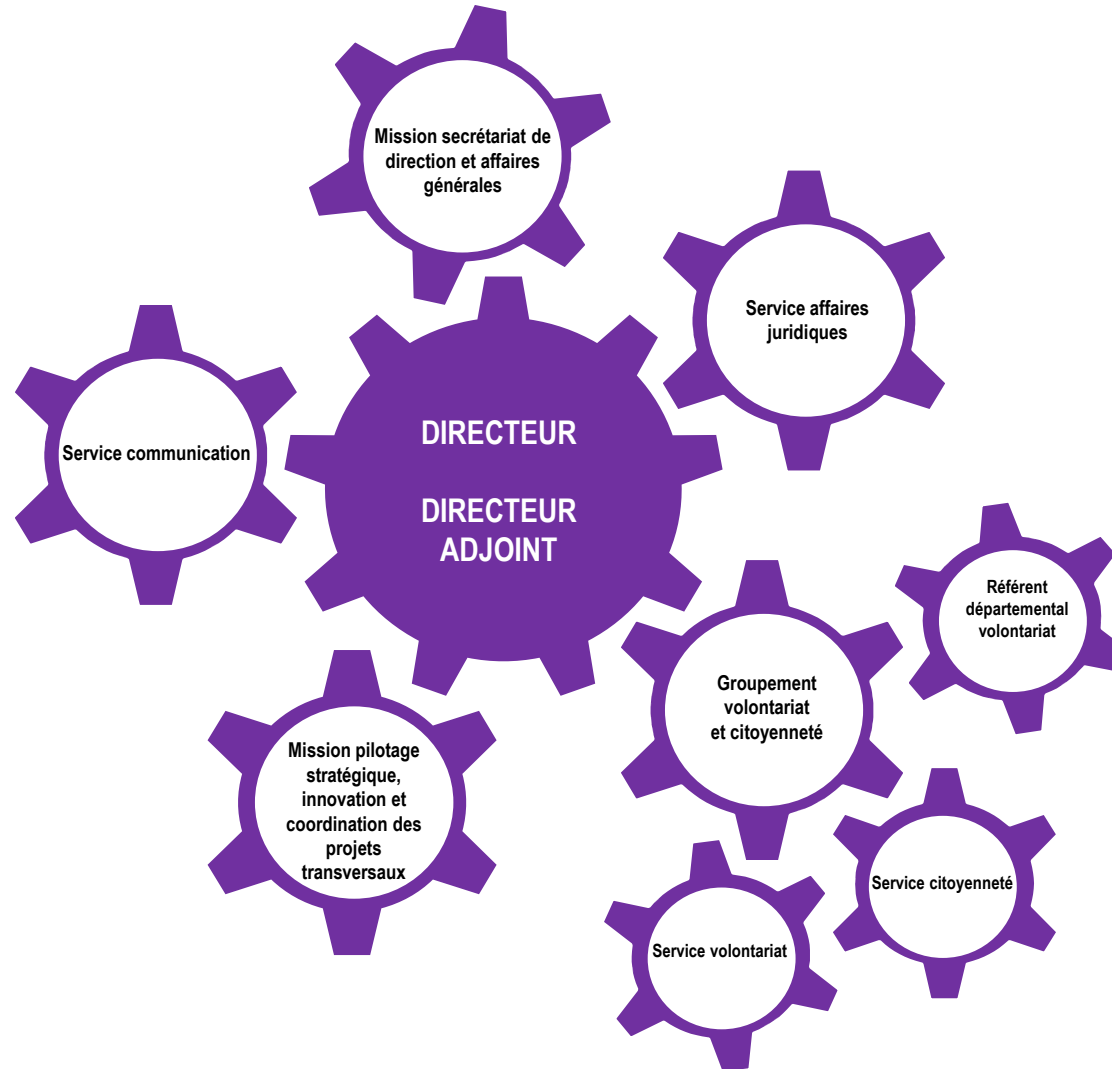 Mission secrétariat de
direction et affaires
générales
Service affaires
juridiques
Service communication
DIRECTEUR
DIRECTEUR
ADJOINT
Référent
départemental
volontariat
Groupement
volontariat
et citoyenneté
Mission pilotage
stratégique,
innovation et
coordination des
projets
transversaux
Service citoyenneté
Service volontariat